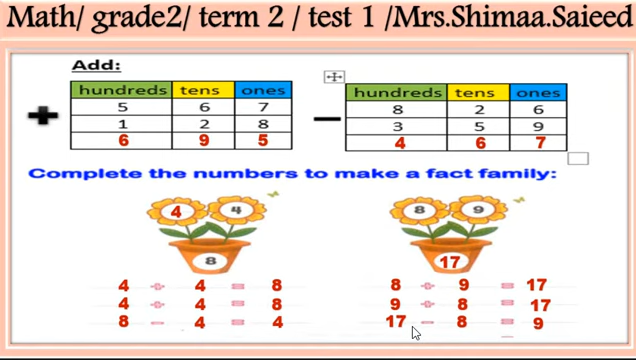 Math/ grade2/ term 2 / test 1 /Mrs.Shimaa.Saieed
Add:
+
hundreds tens ones
5 6 7
1 2 8
6 9 5
−
hundreds tens ones
8 2 6
3 5 9
4 6 7
Complete the numbers to make a fact family:
4 4
8
4 + 4 = 8
4 + 4 = 8
8 − 4 = 4
8 9
17
8 + 9 = 17
9 + 8 = 17
17 − 8 = 9